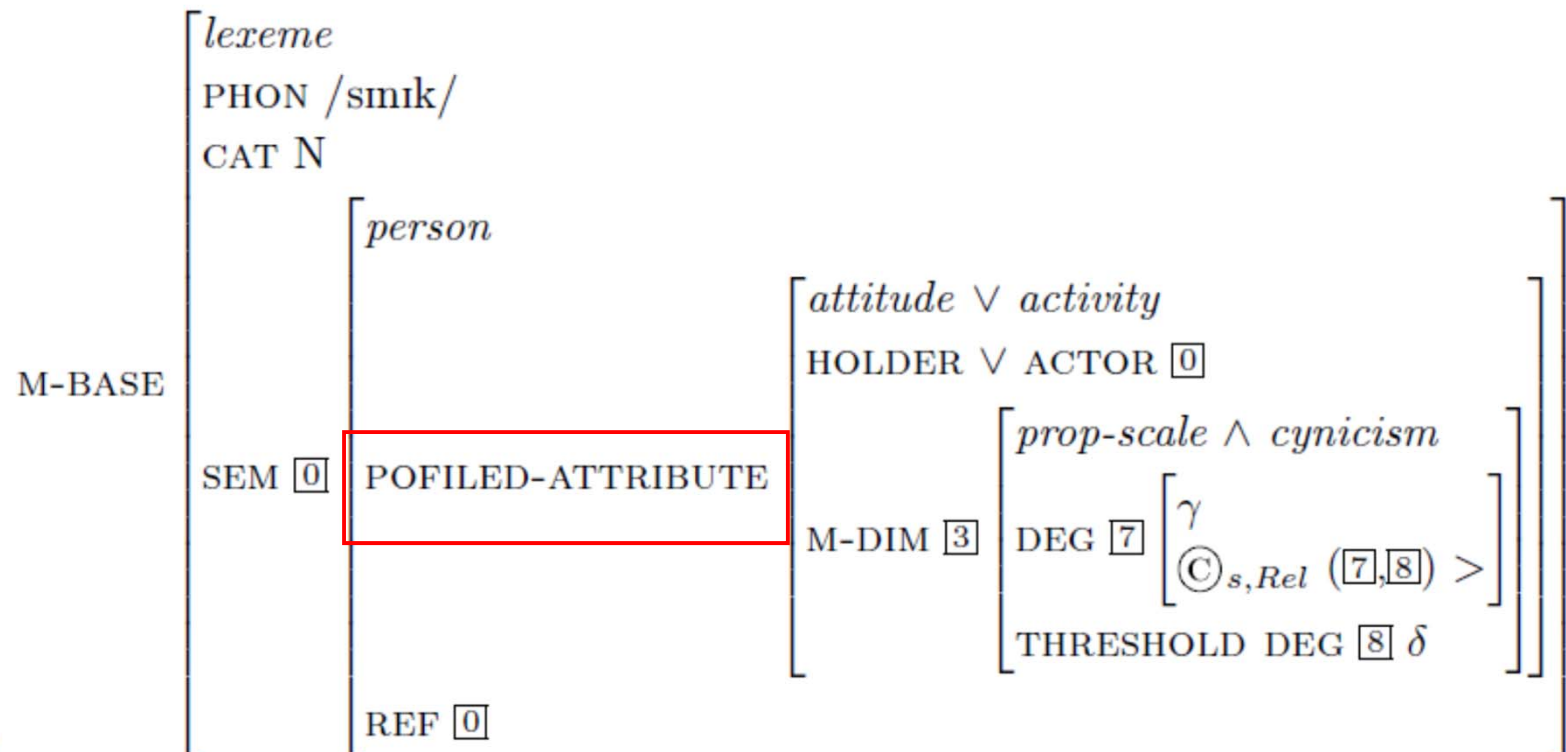 lexeme
PHON /sɪnɪk/
CAT N
person
attitude ∨ activity
HOLDER ∨ ACTOR 0
M-BASE
prop-scale ∧ cynicism
SEM 0 POFILED-ATTRIBUTE
γ
M-DIM 3 DEG 7
Ⓒs,Rel (7,8) >
THRESHOLD DEG 8 δ
REF 0